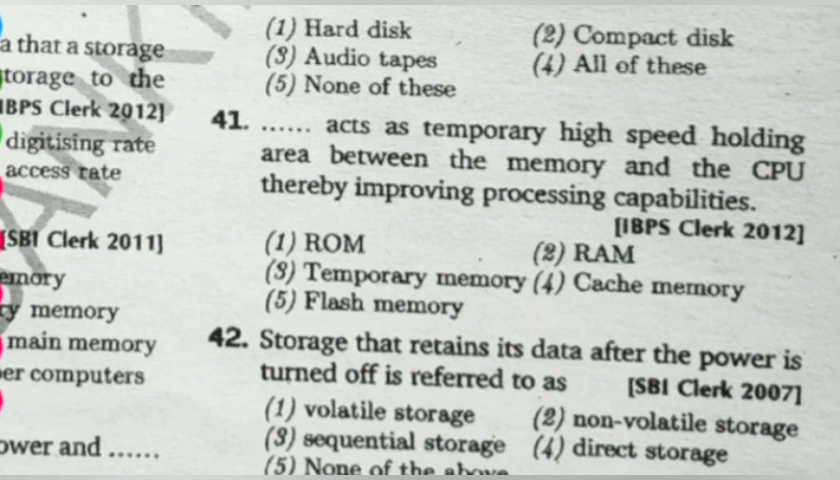 a that a storage
torage to the
IBPS Clerk 2012]
digitising rate
access rate
[SBI Clerk 2011]
emory
ry memory
main memory
er computers
ower and ......
(1) Hard disk (2) Compact disk
(3) Audio tapes (4) All of these
(5) None of these
41. ...... acts as temporary high speed holding
area between the memory and the CPU
thereby improving processing capabilities.
[IBPS Clerk 2012]
(1) ROM (2) RAM
(3) Temporary memory (4) Cache memory
(5) Flash memory
42. Storage that retains its data after the power is
turned off is referred to as [SBI Clerk 2007]
(1) volatile storage (2) non-volatile storage
(3) sequential storage (4) direct storage
(5) None of the above